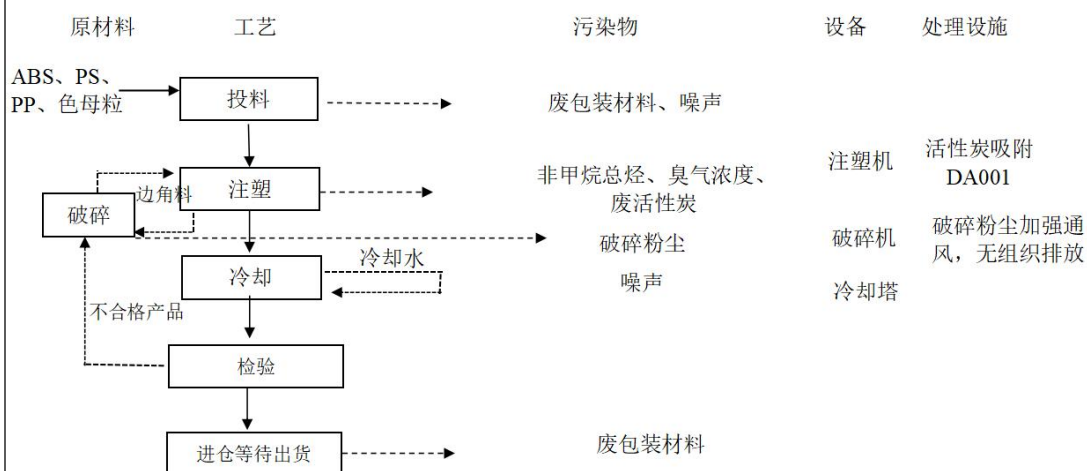 原材料 工艺 污染物 设备 处理设施
ABS、PS、
PP、色母粒
投料
废包装材料、噪声
注塑
边角料
非甲烷总烃、臭气浓度、
废活性炭
注塑机
活性炭吸附
DA001
破碎
破碎粉尘
破碎机
破碎粉尘加强通
风，无组织排放
冷却
冷却水
噪声
冷却塔
不合格产品
检验
进仓等待出货
废包装材料